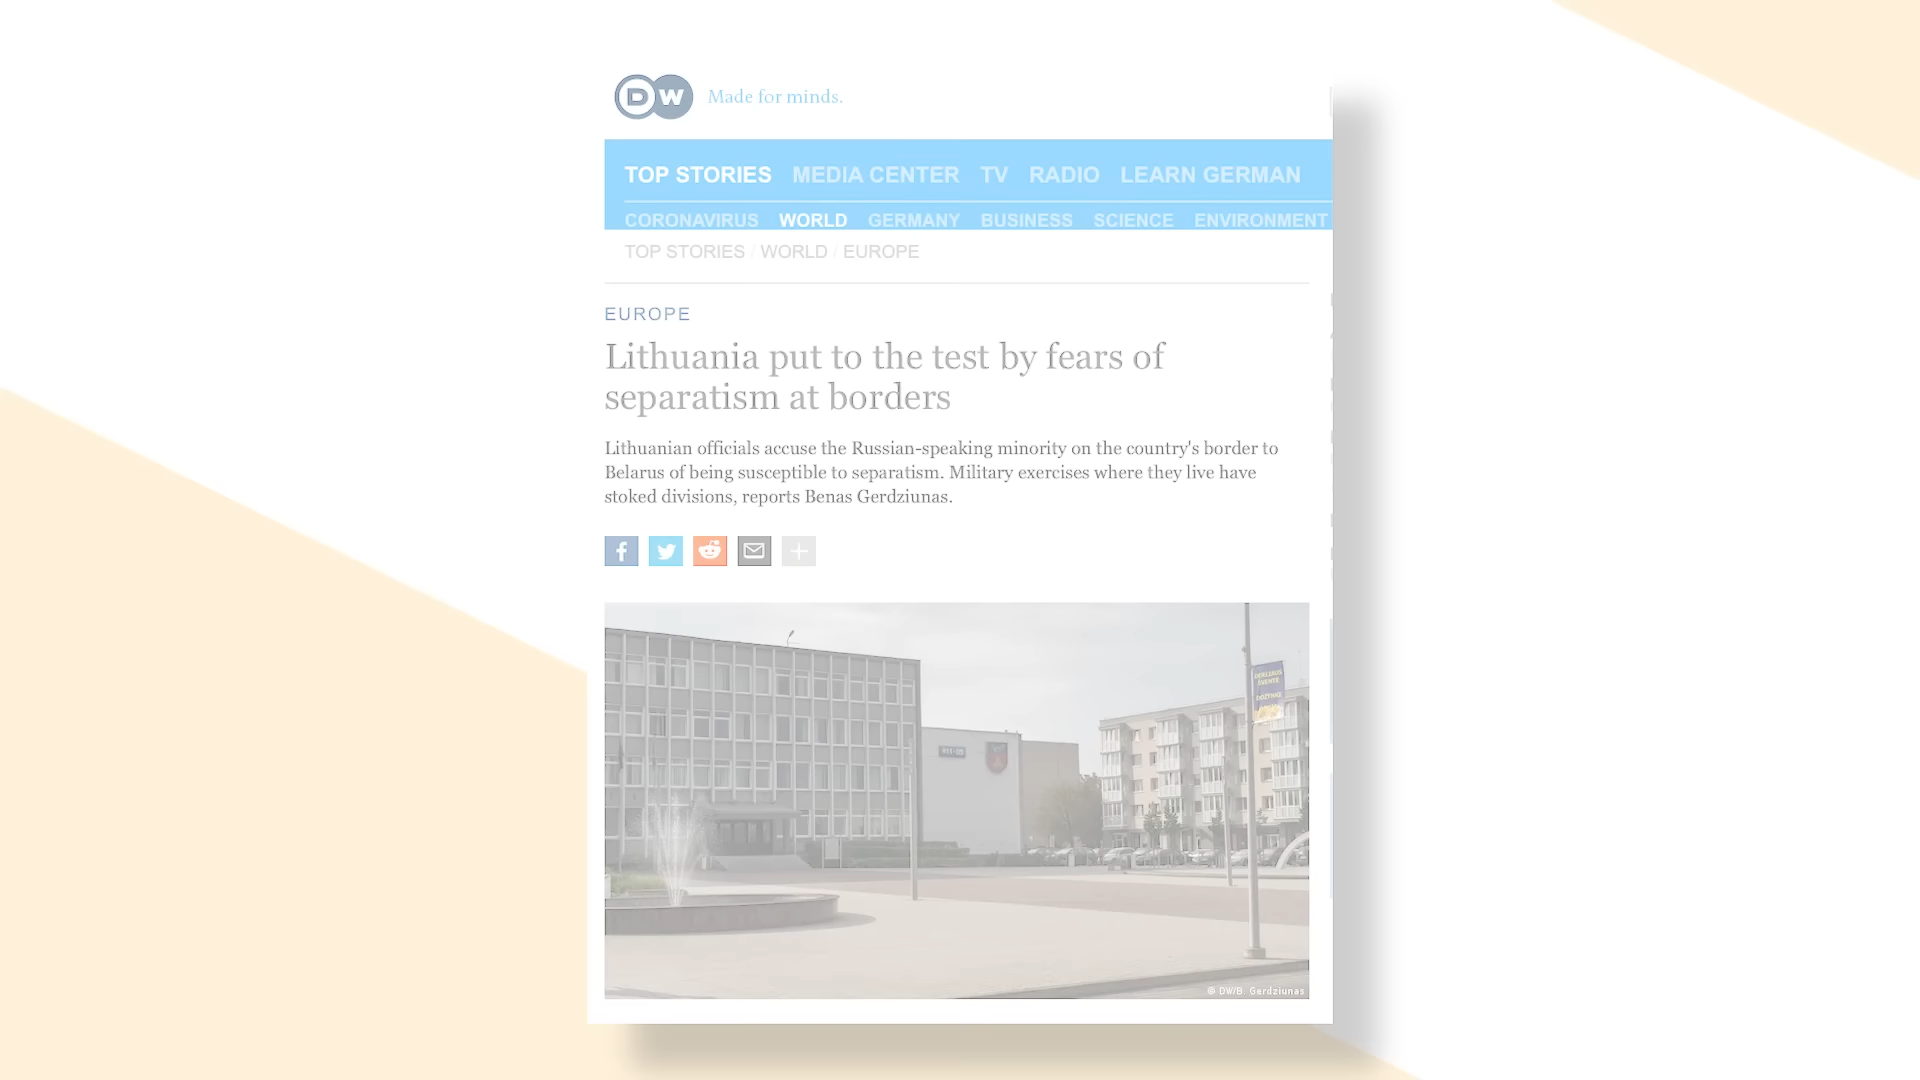 DW Made for minds.
TOP STORIES MEDIA CENTER TV RADIO LEARN GERMAN
CORONAVIRUS WORLD GERMANY BUSINESS SCIENCE ENVIRONMENT
TOP STORIES / WORLD / EUROPE
EUROPE
Lithuania put to the test by fears of
separatism at borders
Lithuanian officials accuse the Russian-speaking minority on the country's border to
Belarus of being susceptible to separatism. Military exercises where they live have
stoked divisions, reports Benas Gerdziunas.
© DW/B. Gerdziunas